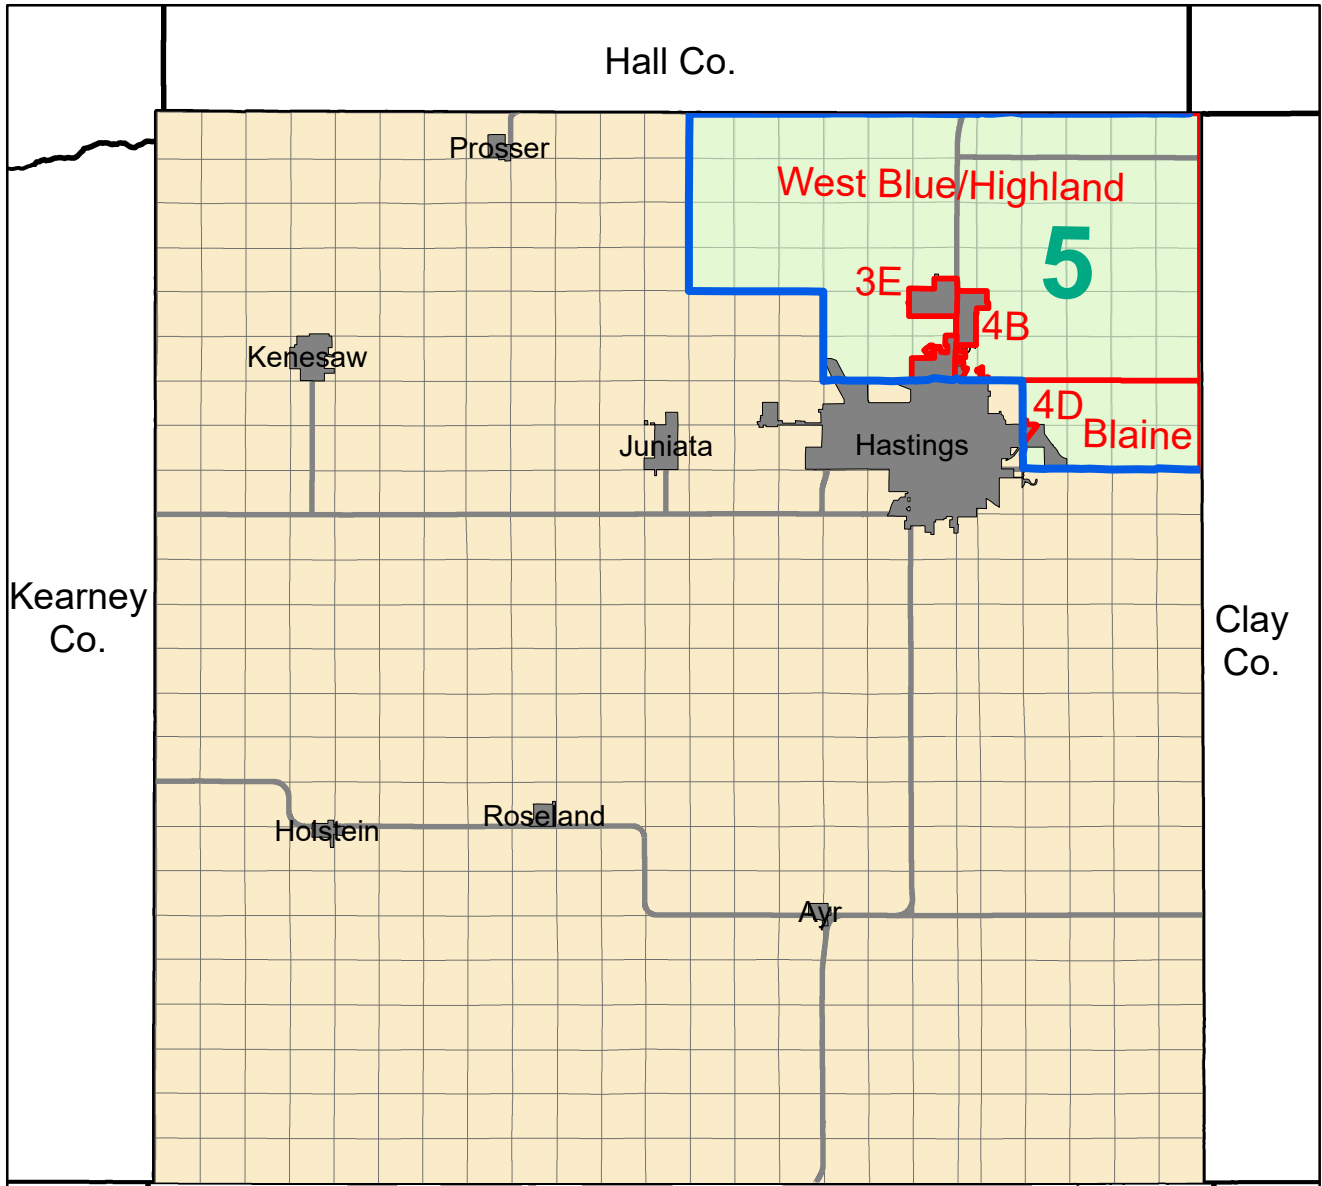 Hall Co.
Prosser
West Blue/Highland
5
3E
4B
Kenesaw
4D
Blaine
Juniata
Hastings
Kearney
Co.
Clay
Co.
Roseland
Holstein
Ayr